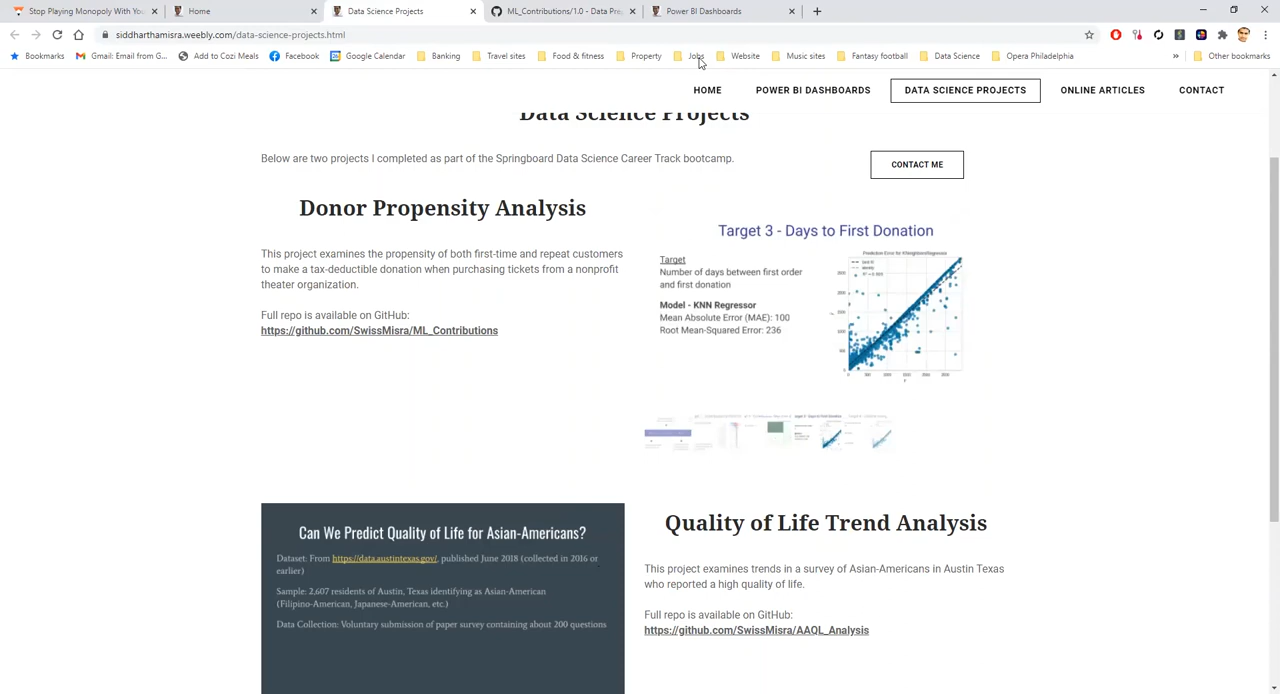 Stop Playing Monopoly With You
Home
Data Science Projects
ML_Contributions/1.0 - Data Pre
Power BI Dashboards
siddharthamisra.weebly.com/data-science-projects.html
Bookmarks
Gmail: Email from G...
Add to Cozi Meals
Facebook
Google Calendar
Banking
Travel sites
Food & fitness
Property
Jobs
Website
Music sites
Fantasy football
Data Science
Opera Philadelphia
»
Other bookmarks
HOME
POWER BI DASHBOARDS
DATA SCIENCE PROJECTS
ONLINE ARTICLES
CONTACT
Data Science Projects
Below are two projects I completed as part of the Springboard Data Science Career Track bootcamp.
CONTACT ME
Donor Propensity Analysis
This project examines the propensity of both first-time and repeat customers
to make a tax-deductible donation when purchasing tickets from a nonprofit
theater organization.
Full repo is available on GitHub:
https://github.com/SwissMisra/ML_Contributions
Target 3 - Days to First Donation
Target
Number of days between first order
and first donation
Model - KNN Regressor
Mean Absolute Error (MAE): 100
Root Mean-Squared Error: 236
Prediction Error for KNeighborsRegressor
Can We Predict Quality of Life for Asian-Americans?
Dataset: From https://data.austintexas.gov/, published June 2018 (collected in 2016 or
earlier)
Sample: 2,607 residents of Austin, Texas identifying as Asian-American
(Filipino-American, Japanese-American, etc.)
Data Collection: Voluntary submission of paper survey containing about 200 questions
Quality of Life Trend Analysis
This project examines trends in a survey of Asian-Americans in Austin Texas
who reported a high quality of life.
Full repo is available on GitHub:
https://github.com/SwissMisra/AAQL_Analysis